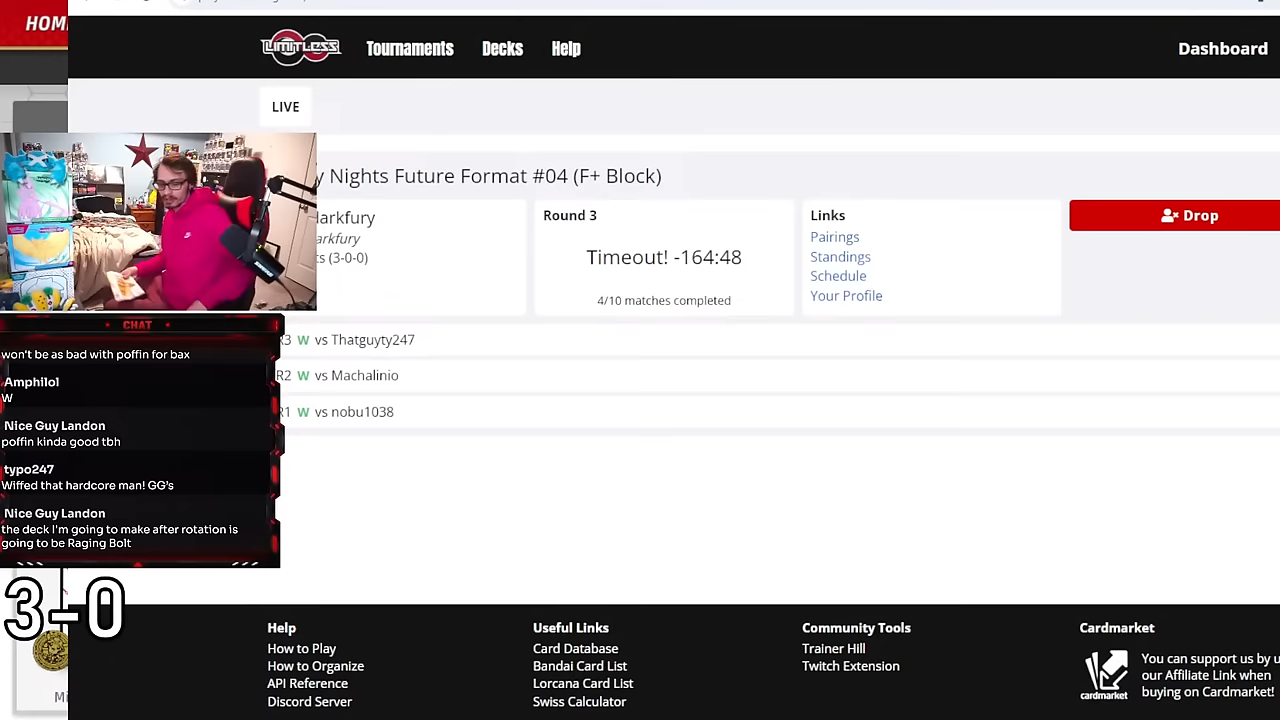 HOME
LIMITLESS
Tournaments
Decks
Help
Dashboard
LIVE
y Nights Future Format #04 (F+ Block)
darkfury
arkfury
ts (3-0-0)
Round 3
Timeout! -164:48
4/10 matches completed
Links
Pairings
Standings
Schedule
Your Profile
Drop
R3 W vs Thatguyty247
R2 W vs Machalinio
R1 W vs nobu1038
CHAT
won't be as bad with poffin for bax
Amphilol
W
Nice Guy Landon
poffin kinda good tbh
typo247
Wiffed that hardcore man! GG's
Nice Guy Landon
the deck I'm going to make after rotation is
going to be Raging Bolt
3-0
Mi
Help
How to Play
How to Organize
API Reference
Discord Server
Useful Links
Card Database
Bandai Card List
Lorcana Card List
Swiss Calculator
Community Tools
Trainer Hill
Twitch Extension
Cardmarket
cardmarket
You can support us by u
our Affiliate Link when
buying on Cardmarket!